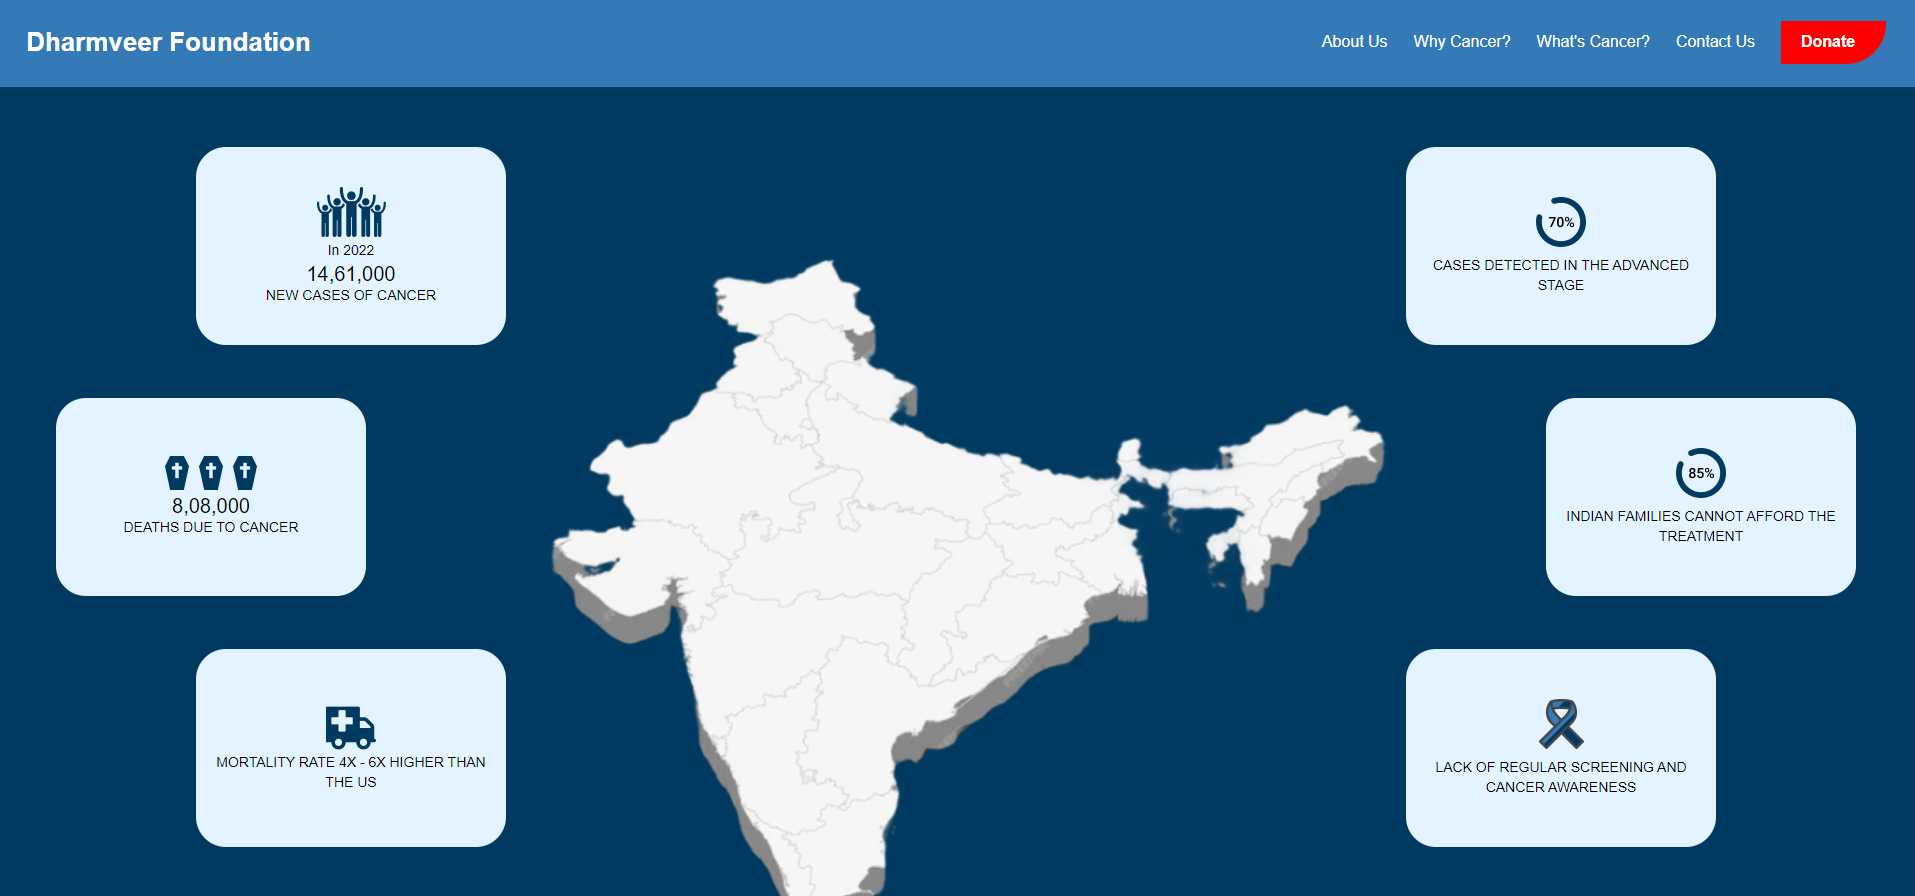 Dharmveer Foundation
About Us
Why Cancer?
What's Cancer?
Contact Us
Donate
In 2022
14,61,000
NEW CASES OF CANCER
70%
CASES DETECTED IN THE ADVANCED
STAGE
8,08,000
DEATHS DUE TO CANCER
85%
INDIAN FAMILIES CANNOT AFFORD THE
TREATMENT
MORTALITY RATE 4X - 6X HIGHER THAN
THE US
LACK OF REGULAR SCREENING AND
CANCER AWARENESS